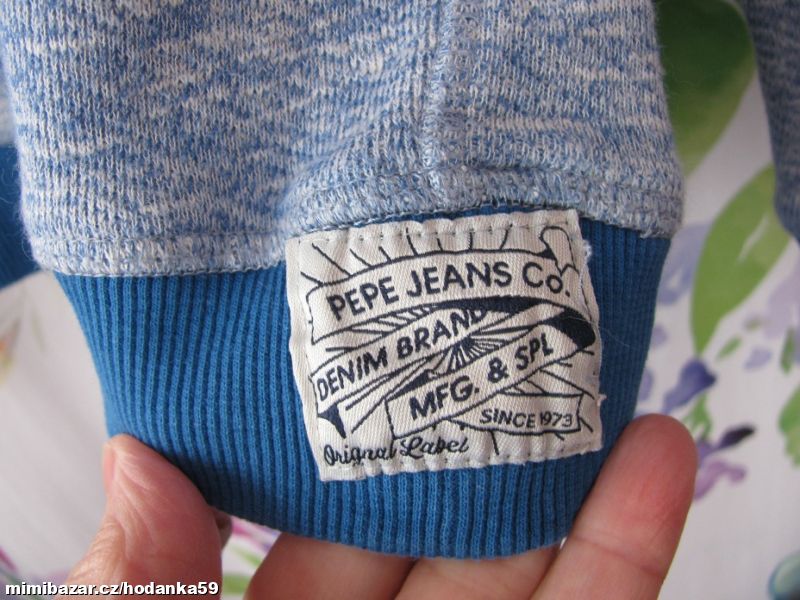 PEPE JEANS Co.
DENIM BRAND
MFG. & SPL
SINCE 1973
Original Label
mimibazar.cz/hodanka59